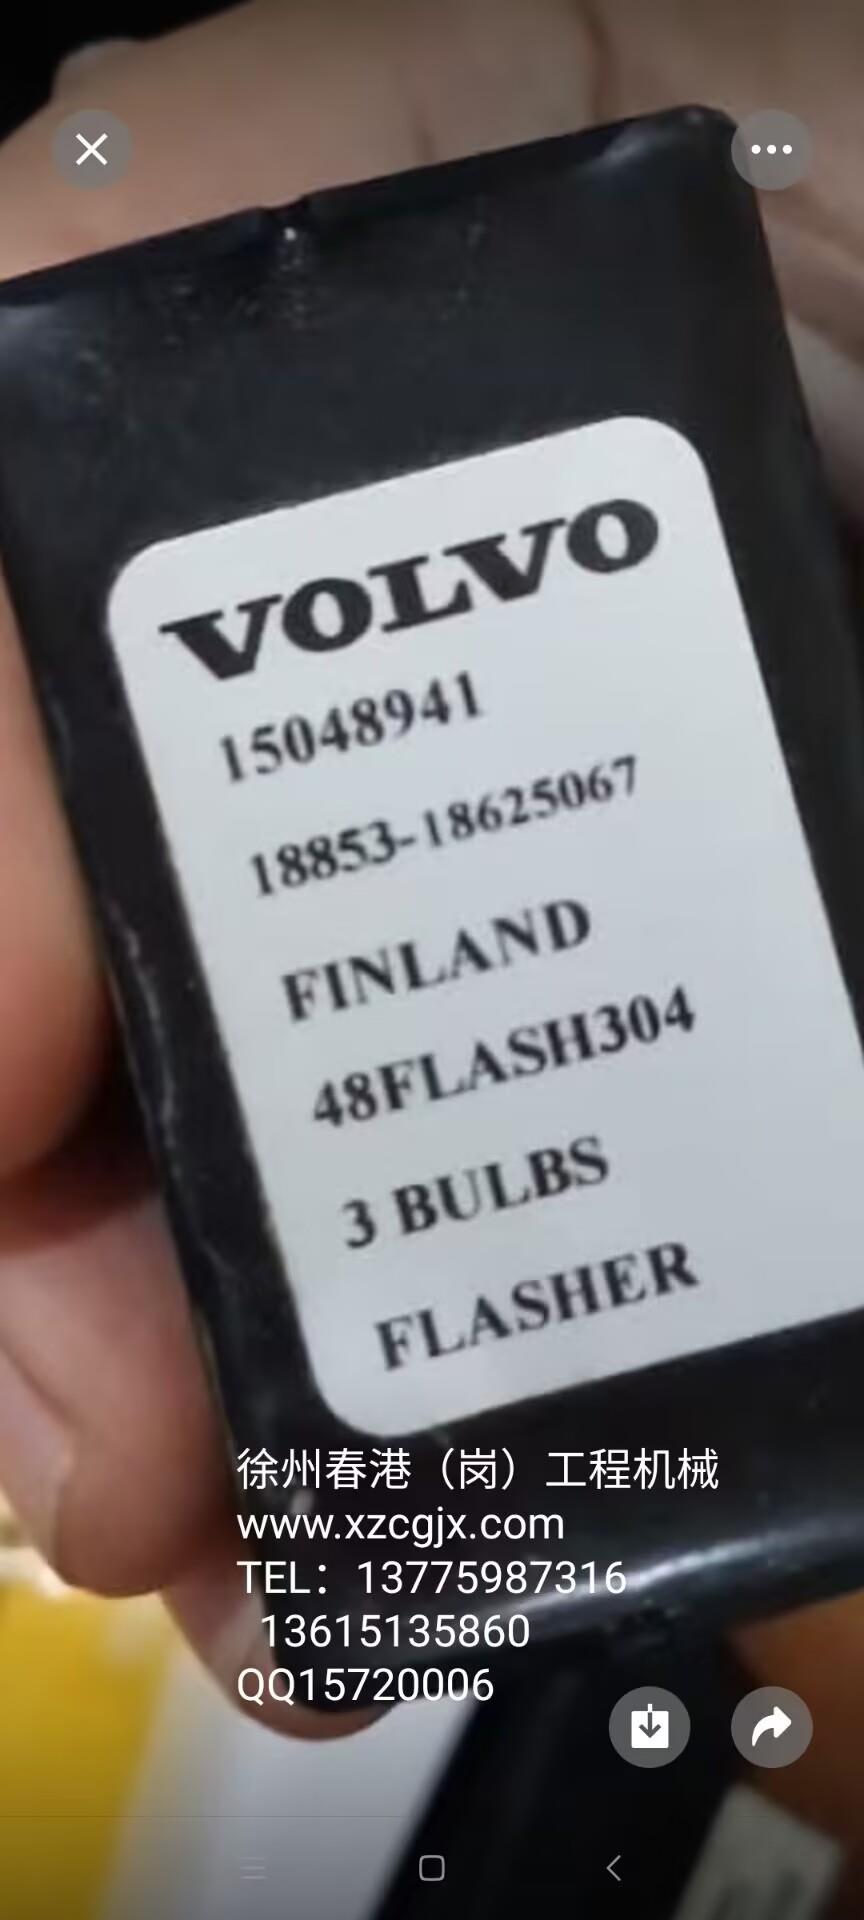 VOLVO
15048941
18853-18625067
FINLAND
48FLASH304
3 BULBS
FLASHER
徐州春港（岗）工程机械
www.xzcgjx.com
TEL：13775987316
13615135860
QQ15720006